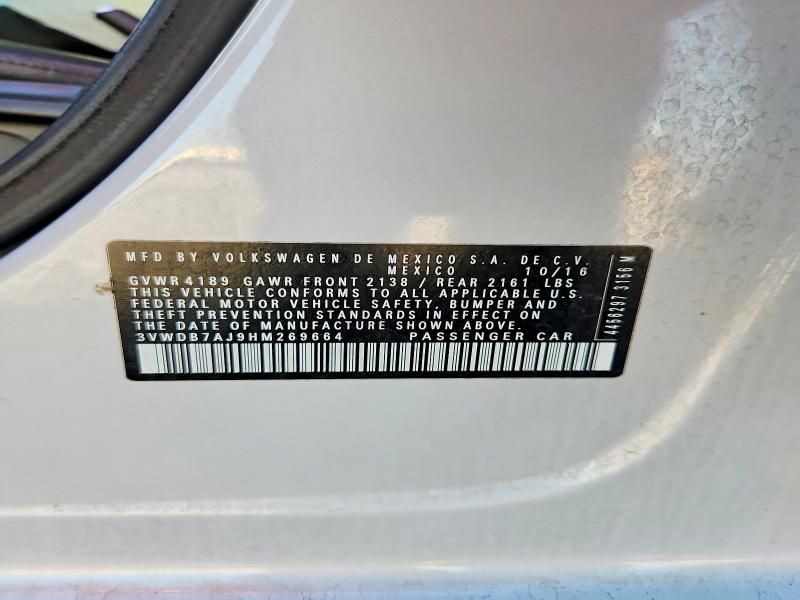 MFD BY VOLKSWAGEN DE MEXICO S.A. DE C.V.
MEXICO 10/16
GVWR 4189 GAWR FRONT 2138 / REAR 2161 LBS
THIS VEHICLE CONFORMS TO ALL APPLICABLE U.S.
FEDERAL MOTOR VEHICLE SAFETY, BUMPER AND
THEFT PREVENTION STANDARDS IN EFFECT ON
THE DATE OF MANUFACTURE SHOWN ABOVE.
3VWDB7AJ9HM269664 PASSENGER CAR
4456297 3156 M